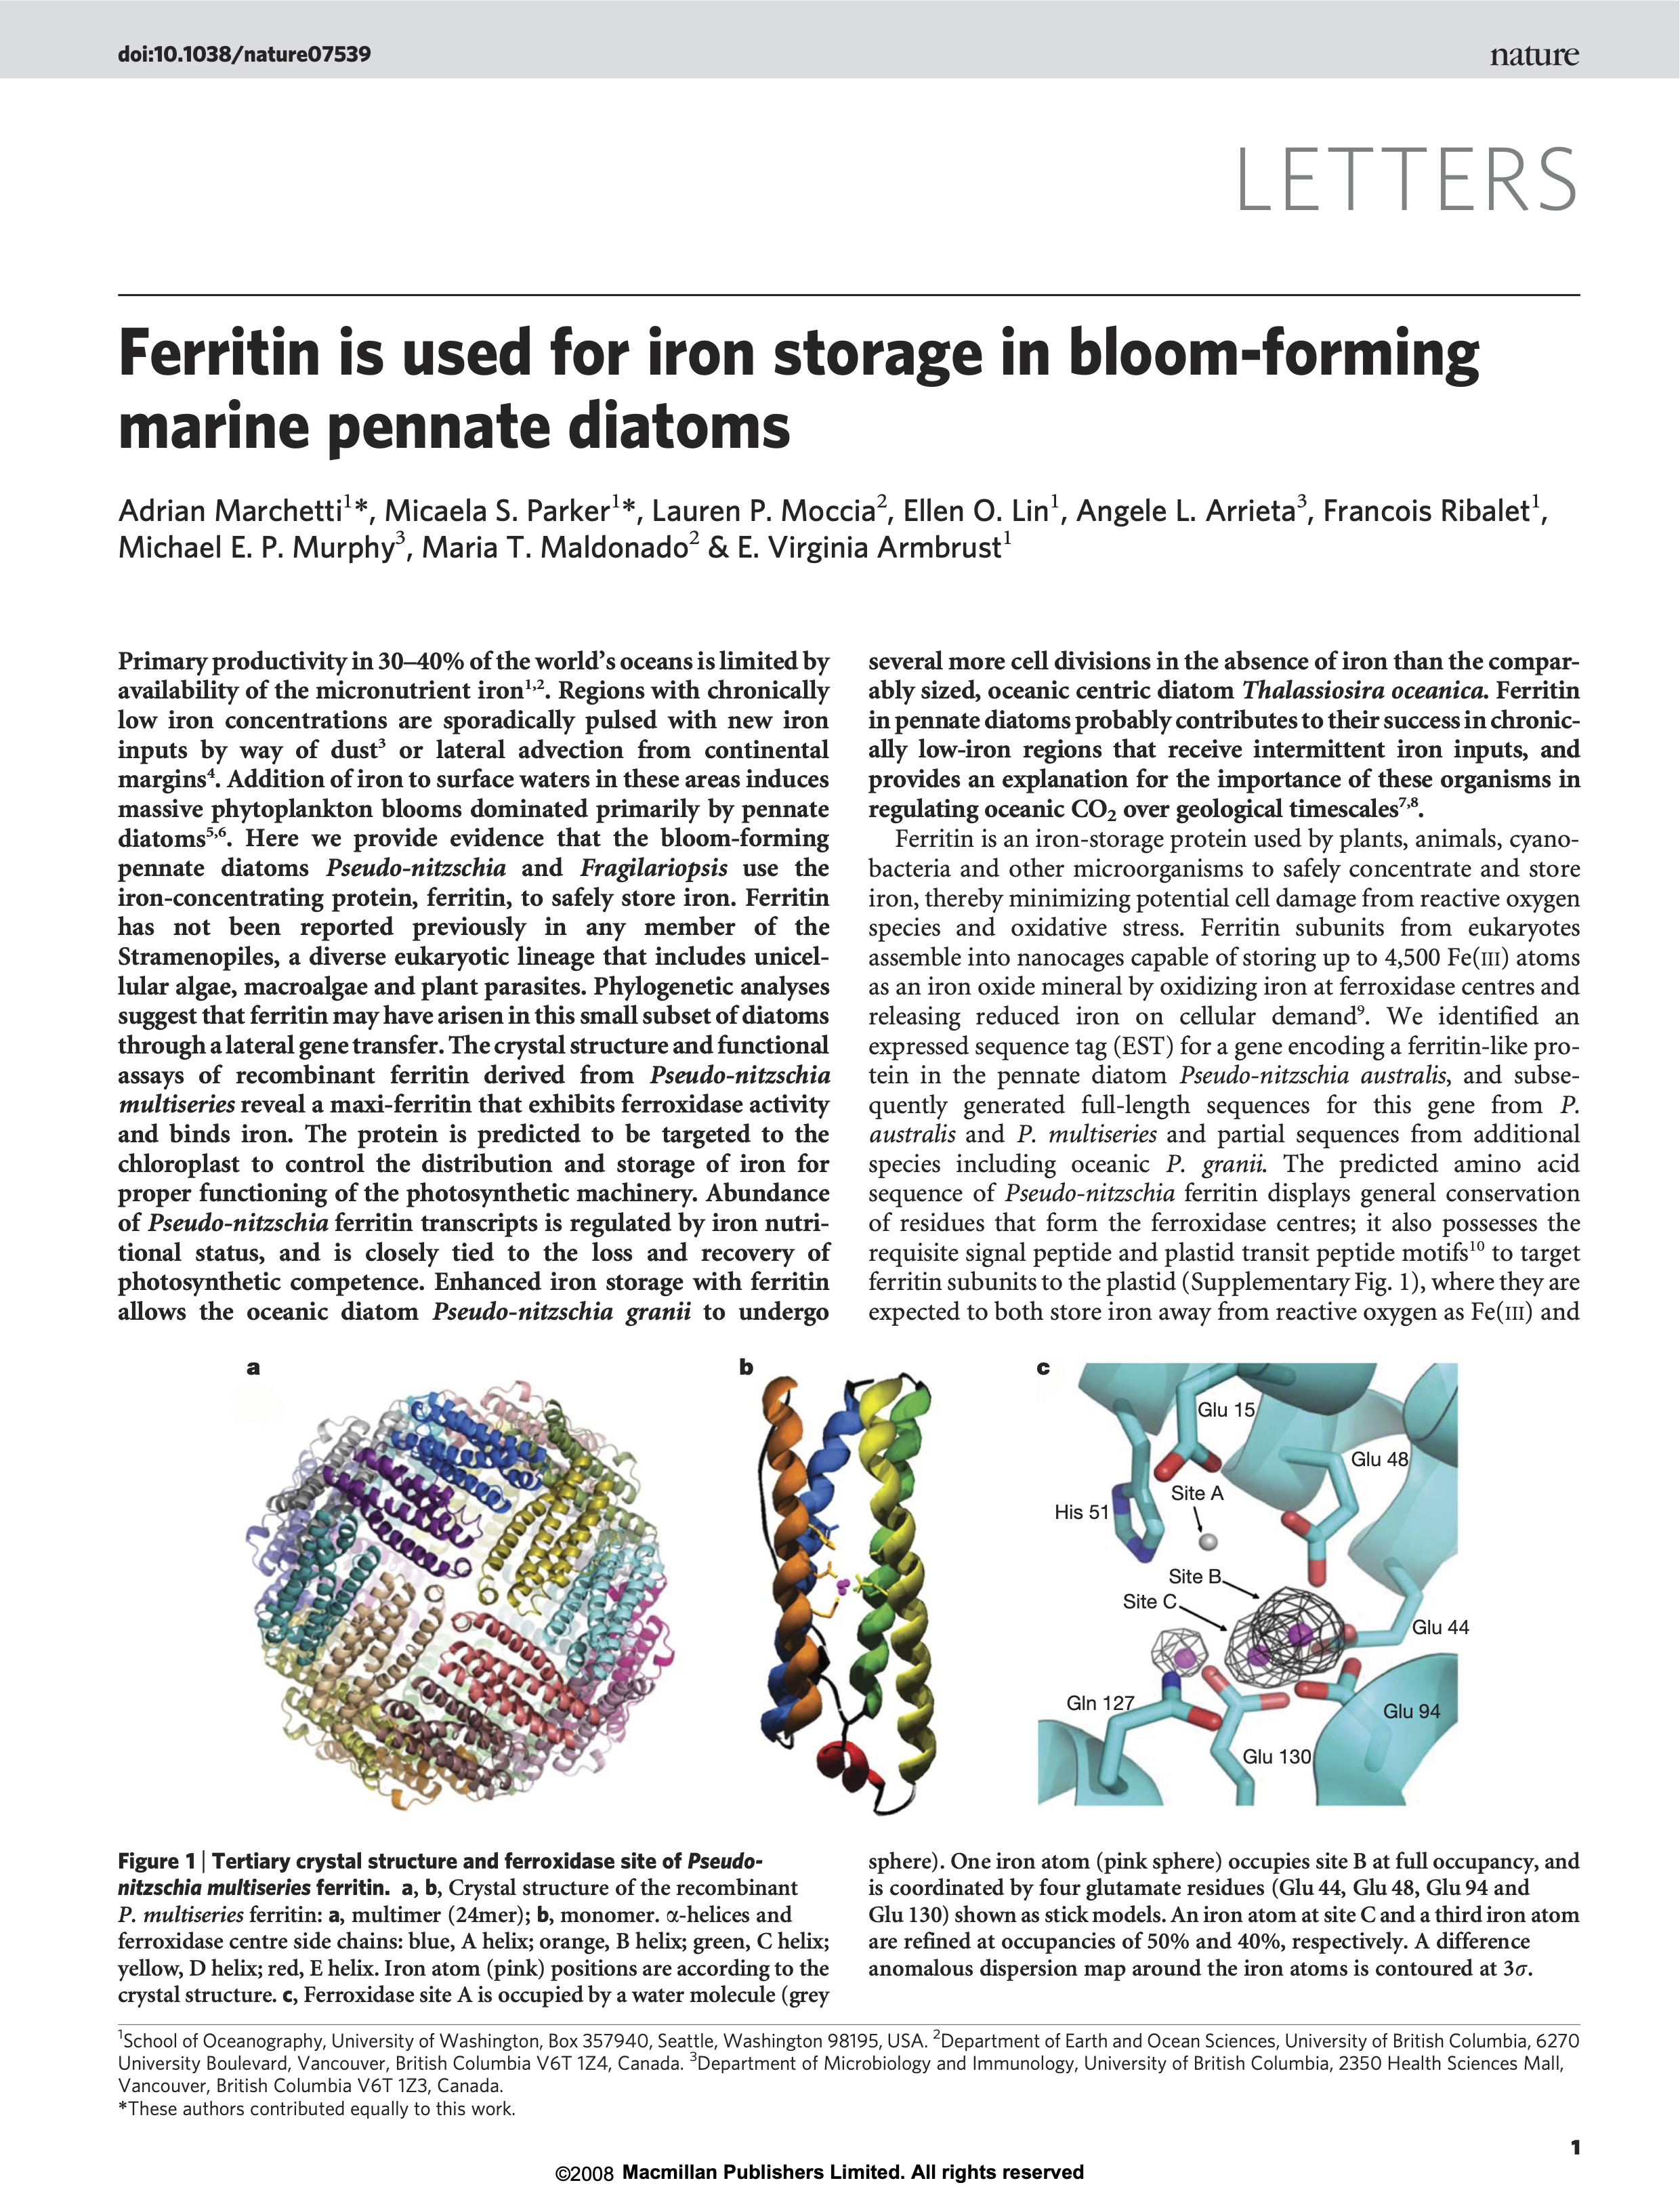 doi:10.1038/nature07539
nature
LETTERS
Ferritin is used for iron storage in bloom-forming
marine pennate diatoms
Adrian Marchetti1*, Micaela S. Parker1*, Lauren P. Moccia2, Ellen O. Lin1, Angele L. Arrieta3, Francois Ribalet1,
Michael E. P. Murphy3, Maria T. Maldonado2 & E. Virginia Armbrust1
Primary productivity in 30–40% of the world's oceans is limited by
availability of the micronutrient iron1,2. Regions with chronically
low iron concentrations are sporadically pulsed with new iron
inputs by way of dust3 or lateral advection from continental
margins4. Addition of iron to surface waters in these areas induces
massive phytoplankton blooms dominated primarily by pennate
diatoms5,6. Here we provide evidence that the bloom-forming
pennate diatoms Pseudo-nitzschia and Fragilariopsis use the
iron-concentrating protein, ferritin, to safely store iron. Ferritin
has not been reported previously in any member of the
Stramenopiles, a diverse eukaryotic lineage that includes unicel-
lular algae, macroalgae and plant parasites. Phylogenetic analyses
suggest that ferritin may have arisen in this small subset of diatoms
through a lateral gene transfer. The crystal structure and functional
assays of recombinant ferritin derived from Pseudo-nitzschia
multiseries reveal a maxi-ferritin that exhibits ferroxidase activity
and binds iron. The protein is predicted to be targeted to the
chloroplast to control the distribution and storage of iron for
proper functioning of the photosynthetic machinery. Abundance
of Pseudo-nitzschia ferritin transcripts is regulated by iron nutri-
tional status, and is closely tied to the loss and recovery of
photosynthetic competence. Enhanced iron storage with ferritin
allows the oceanic diatom Pseudo-nitzschia granii to undergo
several more cell divisions in the absence of iron than the compar-
ably sized, oceanic centric diatom Thalassiosira oceanica. Ferritin
in pennate diatoms probably contributes to their success in chronic-
ally low-iron regions that receive intermittent iron inputs, and
provides an explanation for the importance of these organisms in
regulating oceanic CO2 over geological timescales7,8.
Ferritin is an iron-storage protein used by plants, animals, cyano-
bacteria and other microorganisms to safely concentrate and store
iron, thereby minimizing potential cell damage from reactive oxygen
species and oxidative stress. Ferritin subunits from eukaryotes
assemble into nanocages capable of storing up to 4,500 Fe(III) atoms
as an iron oxide mineral by oxidizing iron at ferroxidase centres and
releasing reduced iron on cellular demand9. We identified an
expressed sequence tag (EST) for a gene encoding a ferritin-like pro-
tein in the pennate diatom Pseudo-nitzschia australis, and subse-
quently generated full-length sequences for this gene from P.
australis and P. multiseries and partial sequences from additional
species including oceanic P. granii. The predicted amino acid
sequence of Pseudo-nitzschia ferritin displays general conservation
of residues that form the ferroxidase centres; it also possesses the
requisite signal peptide and plastid transit peptide motifs10 to target
ferritin subunits to the plastid (Supplementary Fig. 1), where they are
expected to both store iron away from reactive oxygen as Fe(III) and
a
b
c
Glu 15
Glu 48
Site A
His 51
Site B
Site C
Glu 44
Gln 127
Glu 94
Glu 130
Figure 1 | Tertiary crystal structure and ferroxidase site of Pseudo-
nitzschia multiseries ferritin. a, b, Crystal structure of the recombinant
P. multiseries ferritin: a, multimer (24mer); b, monomer. α-helices and
ferroxidase centre side chains: blue, A helix; orange, B helix; green, C helix;
yellow, D helix; red, E helix. Iron atom (pink) positions are according to the
crystal structure. c, Ferroxidase site A is occupied by a water molecule (grey
sphere). One iron atom (pink sphere) occupies site B at full occupancy, and
is coordinated by four glutamate residues (Glu 44, Glu 48, Glu 94 and
Glu 130) shown as stick models. An iron atom at site C and a third iron atom
are refined at occupancies of 50% and 40%, respectively. A difference
anomalous dispersion map around the iron atoms is contoured at 3σ.
1School of Oceanography, University of Washington, Box 357940, Seattle, Washington 98195, USA. 2Department of Earth and Ocean Sciences, University of British Columbia, 6270
University Boulevard, Vancouver, British Columbia V6T 1Z4, Canada. 3Department of Microbiology and Immunology, University of British Columbia, 2350 Health Sciences Mall,
Vancouver, British Columbia V6T 1Z3, Canada.
*These authors contributed equally to this work.
1
©2008 Macmillan Publishers Limited. All rights reserved